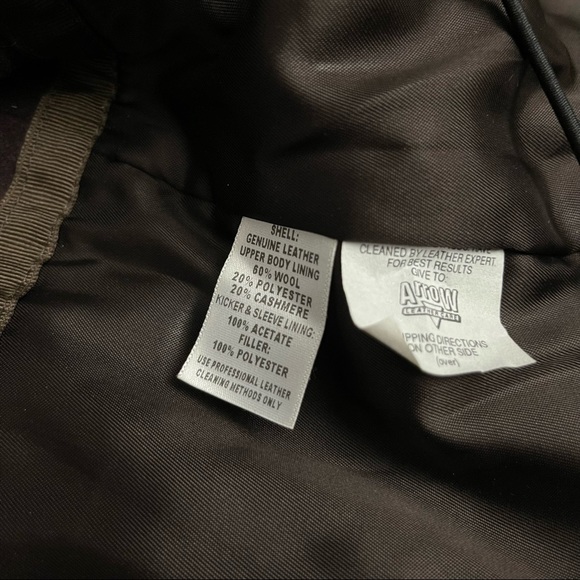 SHELL:
GENUINE LEATHER
UPPER BODY LINING
60% WOOL
20% POLYESTER
20% CASHMERE
KICKER & SLEEVE LINING:
100% ACETATE
FILLER:
100% POLYESTER
USE PROFESSIONAL LEATHER
CLEANING METHODS ONLY
CLEANED BY LEATHER EXPERT.
FOR BEST RESULTS
GIVE TO:
ARROW
IPPING DIRECTIONS
ON OTHER SIDE
(over)